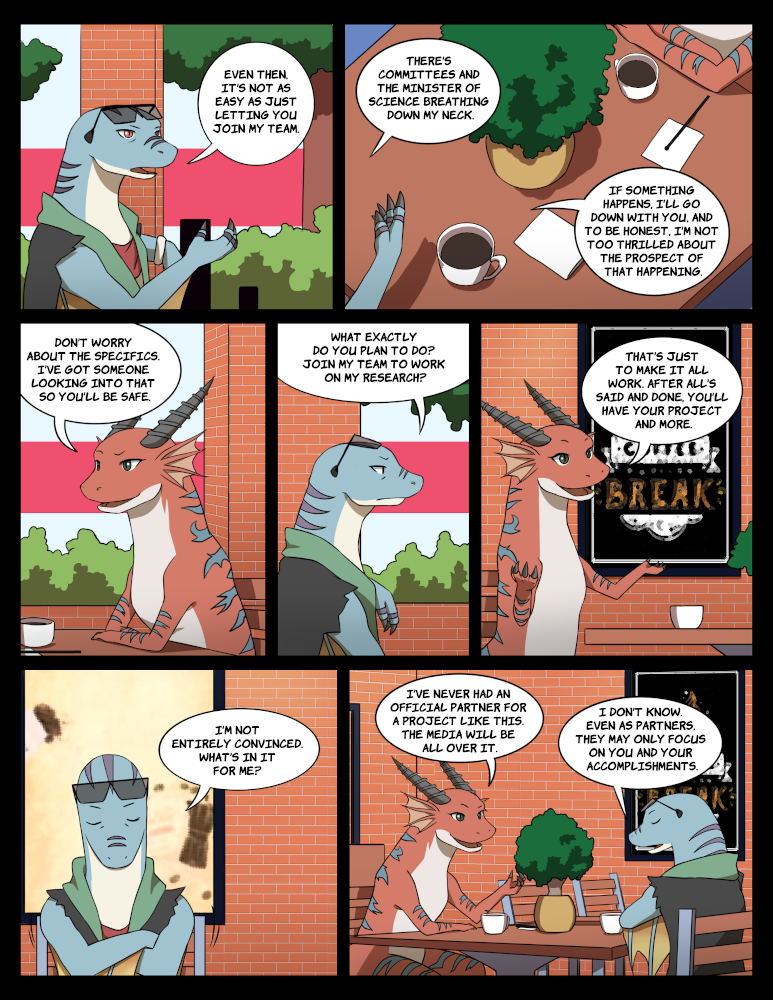 EVEN THEN,
IT'S NOT AS
EASY AS JUST
LETTING YOU
JOIN MY TEAM.
THERE'S
COMMITTEES AND
THE MINISTER OF
SCIENCE BREATHING
DOWN MY NECK.
IF SOMETHING
HAPPENS, I'LL GO
DOWN WITH YOU, AND
TO BE HONEST, I'M NOT
TOO THRILLED ABOUT
THE PROSPECT OF
THAT HAPPENING.
DON'T WORRY
ABOUT THE SPECIFICS.
I'VE GOT SOMEONE
LOOKING INTO THAT
SO YOU'LL BE SAFE.
WHAT EXACTLY
DO YOU PLAN TO DO?
JOIN MY TEAM TO WORK
ON MY RESEARCH?
THAT'S JUST
TO MAKE IT ALL
WORK. AFTER ALL'S
SAID AND DONE, YOU'LL
HAVE YOUR PROJECT
AND MORE.
BREAK
I'M NOT
ENTIRELY CONVINCED.
WHAT'S IN IT
FOR ME?
I'VE NEVER HAD AN
OFFICIAL PARTNER FOR
A PROJECT LIKE THIS.
THE MEDIA WILL BE
ALL OVER IT.
I DON'T KNOW.
EVEN AS PARTNERS,
THEY MAY ONLY FOCUS
ON YOU AND YOUR
ACCOMPLISHMENTS.
BREAK